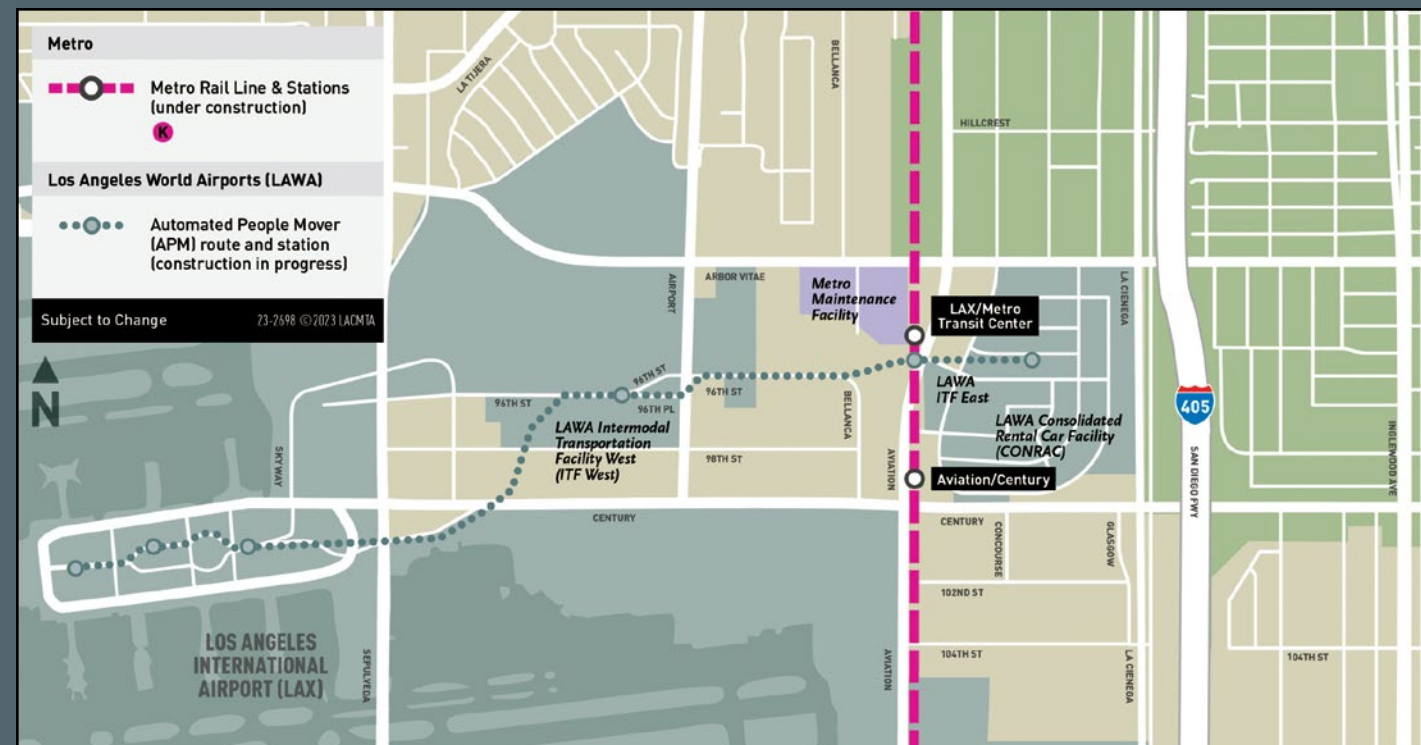 Metro
Metro Rail Line & Stations
(under construction)
K
Los Angeles World Airports (LAWA)
Automated People Mover
(APM) route and station
(construction in progress)
Subject to Change
23-2698 ©2023 LACMTA
N
LA TIJERA
BELLANCA
HILLCREST
AIRPORT
ARBOR VITAE
Metro
Maintenance
Facility
LAX/Metro
Transit Center
LA CIENEGA
96TH ST
96TH ST
96TH PL
96TH ST
LAWA Intermodal
Transportation
Facility West
(ITF West)
98TH ST
BELLANCA
LAWA
ITF East
LAWA Consolidated
Rental Car Facility
(CONRAC)
405
SAN DIEGO FWY
INGLEWOOD AVE
SKYWAY
AVIATION
Aviation/Century
CENTURY
CENTURY
CONCOURSE
GLASGOW
102ND ST
LOS ANGELES
INTERNATIONAL
AIRPORT (LAX)
SEPULVEDA
AVIATION
104TH ST
LA CIENEGA
104TH ST